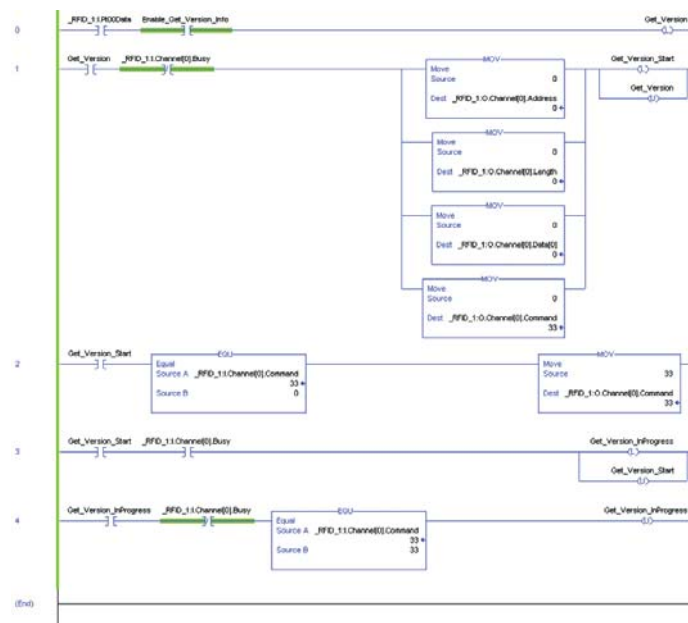 _RFID_1:I.Pt00Data Enable_Get_Version_Info Get_Version
0
Get_Version _RFID_1:I.Channel[0].Busy MOV Get_Version_Start
1
Move
Source 0
Get_Version
Dest _RFID_1:O.Channel[0].Address
0
MOV
Move
Source 0
Dest _RFID_1:O.Channel[0].Length
0
MOV
Move
Source 0
Dest _RFID_1:O.Channel[0].Data[0]
0
MOV
Move
Source 0
Dest _RFID_1:O.Channel[0].Command
33
Get_Version_Start EQU MOV
2
Equal Move
Source A _RFID_1:I.Channel[0].Command Source 33
33
Source B 0 Dest _RFID_1:O.Channel[0].Command
33
Get_Version_Start _RFID_1:I.Channel[0].Busy Get_Version_InProgress
3
L
Get_Version_Start
U
Get_Version_InProgress _RFID_1:I.Channel[0].Busy EQU Get_Version_InProgress
4
Equal U
Source A _RFID_1:I.Channel[0].Command
33
Source B 33
(End)